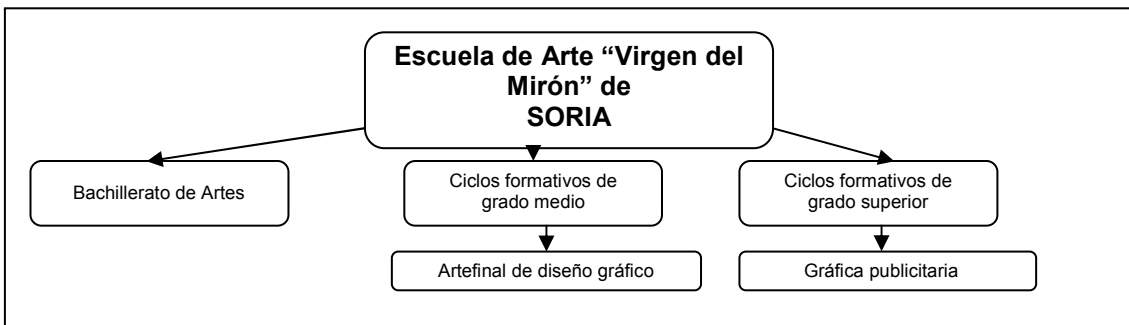 Escuela de Arte “Virgen del
Mirón” de
SORIA
Bachillerato de Artes
Ciclos formativos de
grado medio
Ciclos formativos de
grado superior
Artefinal de diseño gráfico
Gráfica publicitaria